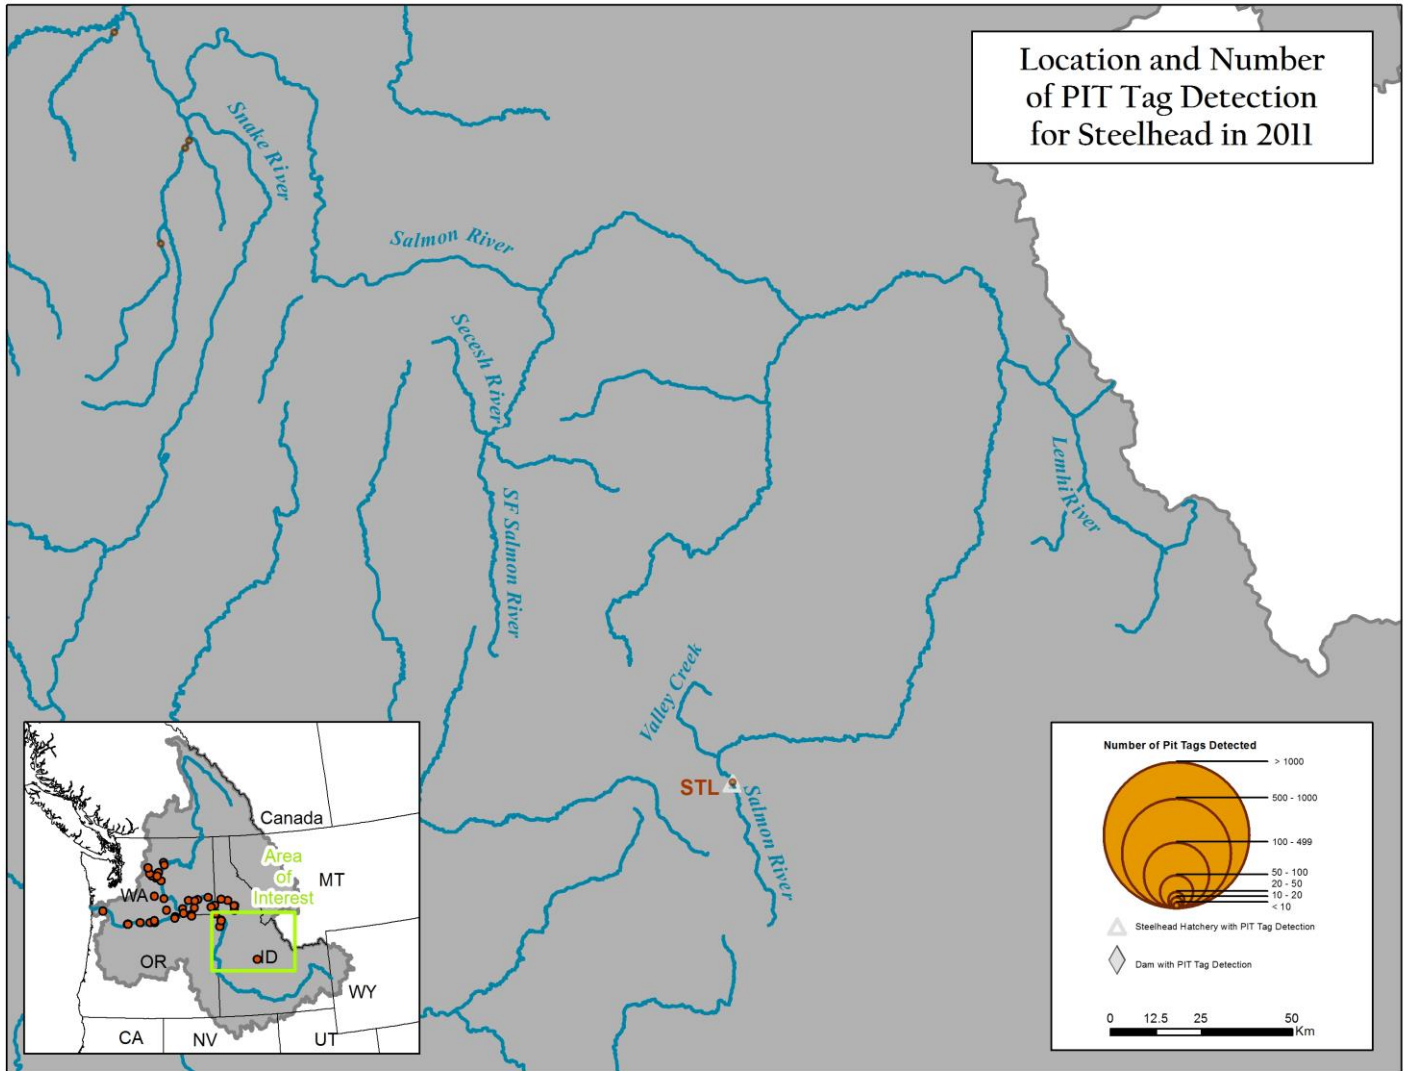 Location and Number
of PIT Tag Detection
for Steelhead in 2011
Snake River
Salmon River
Secesh River
SF Salmon River
Lemhi River
Valley Creek
STL
Salmon River
Canada
Area
of
Interest
WA
MT
OR
ID
WY
CA
NV
UT
Number of Pit Tags Detected
> 1000
500 - 1000
100 - 499
50 - 100
20 - 50
10 - 20
< 10
Steelhead Hatchery with PIT Tag Detection
Dam with PIT Tag Detection
0 12.5 25 50
Km